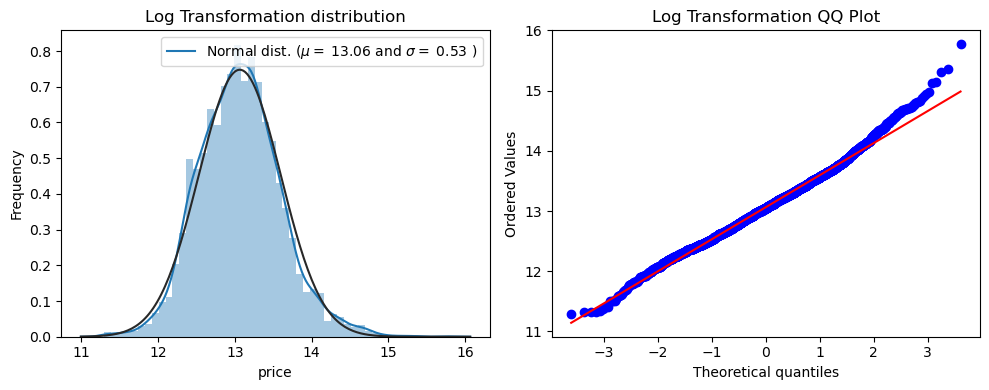 Log Transformation distribution
Normal dist. (μ = 13.06 and σ = 0.53 )
Frequency
0.8
0.7
0.6
0.5
0.4
0.3
0.2
0.1
0.0
11 12 13 14 15 16
price
Log Transformation QQ Plot
Ordered Values
16
15
14
13
12
11
−3 −2 −1 0 1 2 3
Theoretical quantiles